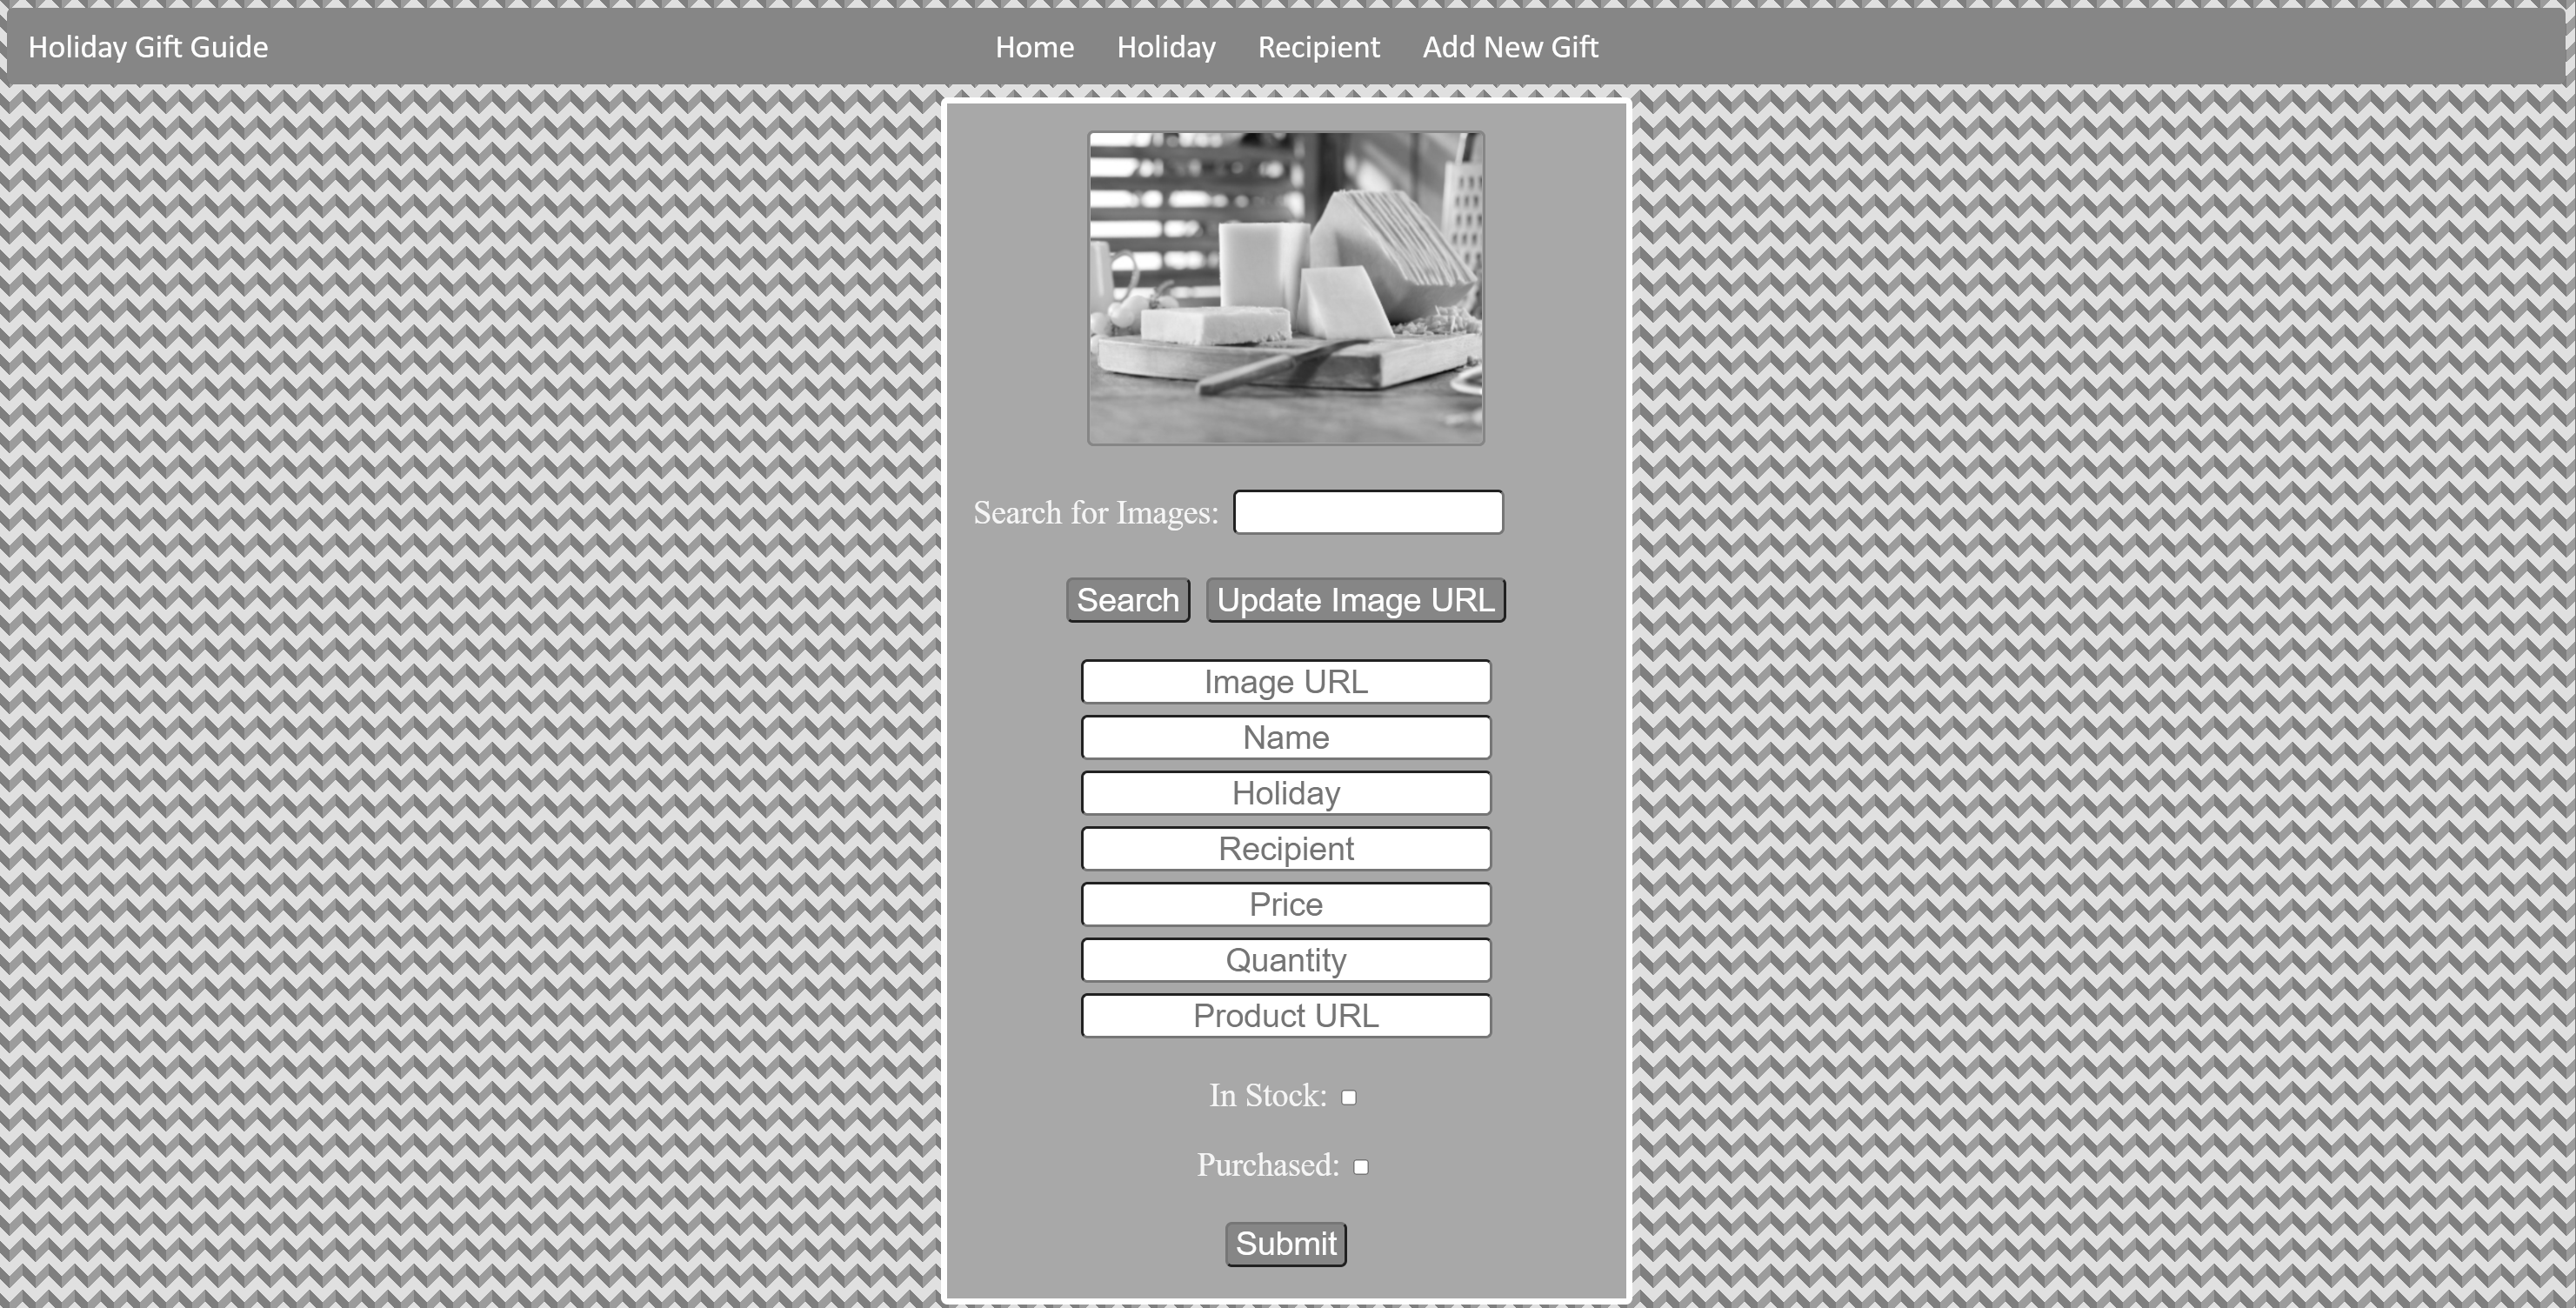 Holiday Gift Guide Home Holiday Recipient Add New Gift
Search for Images:
Search Update Image URL
Image URL
Name
Holiday
Recipient
Price
Quantity
Product URL
In Stock:
Purchased:
Submit